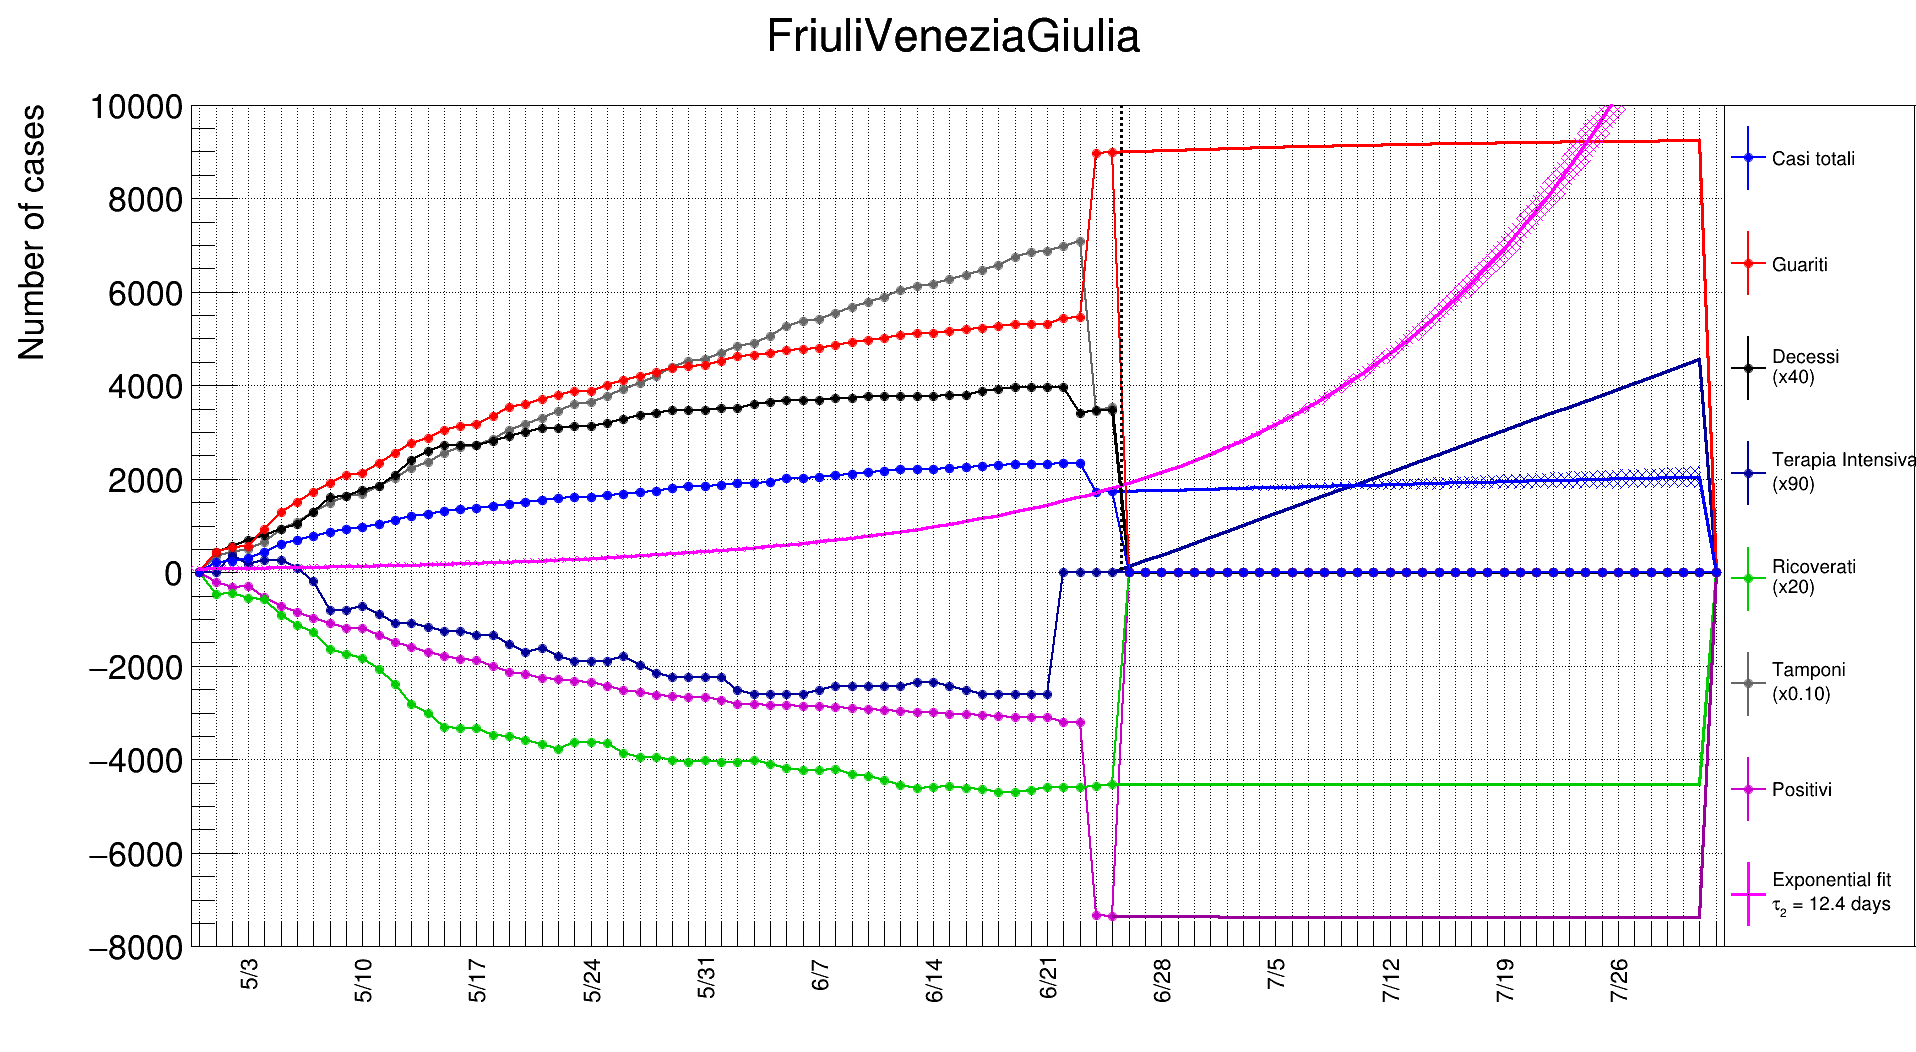 FriuliVeneziaGiulia
Number of cases
10000
8000
6000
4000
2000
0
−2000
−4000
−6000
−8000
5/3
5/10
5/17
5/24
5/31
6/7
6/14
6/21
6/28
7/5
7/12
7/19
7/26
Casi totali
Guariti
Decessi
(x40)
Terapia Intensiva
(x90)
Ricoverati
(x20)
Tamponi
(x0.10)
Positivi
Exponential fit
τ2 = 12.4 days